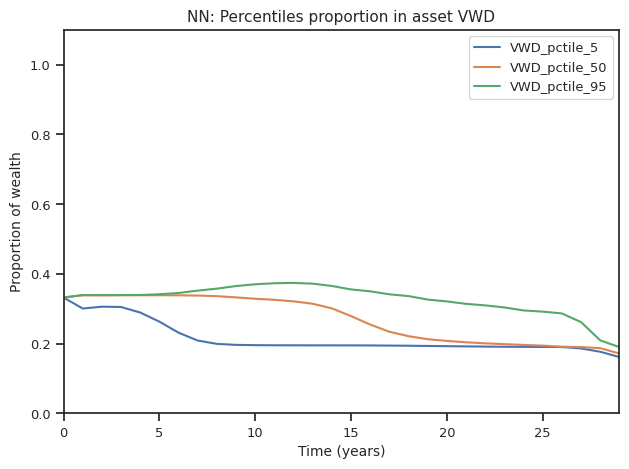 NN: Percentiles proportion in asset VWD
VWD_pctile_5
VWD_pctile_50
VWD_pctile_95
Proportion of wealth
1.0
0.8
0.6
0.4
0.2
0.0
0 5 10 15 20 25
Time (years)